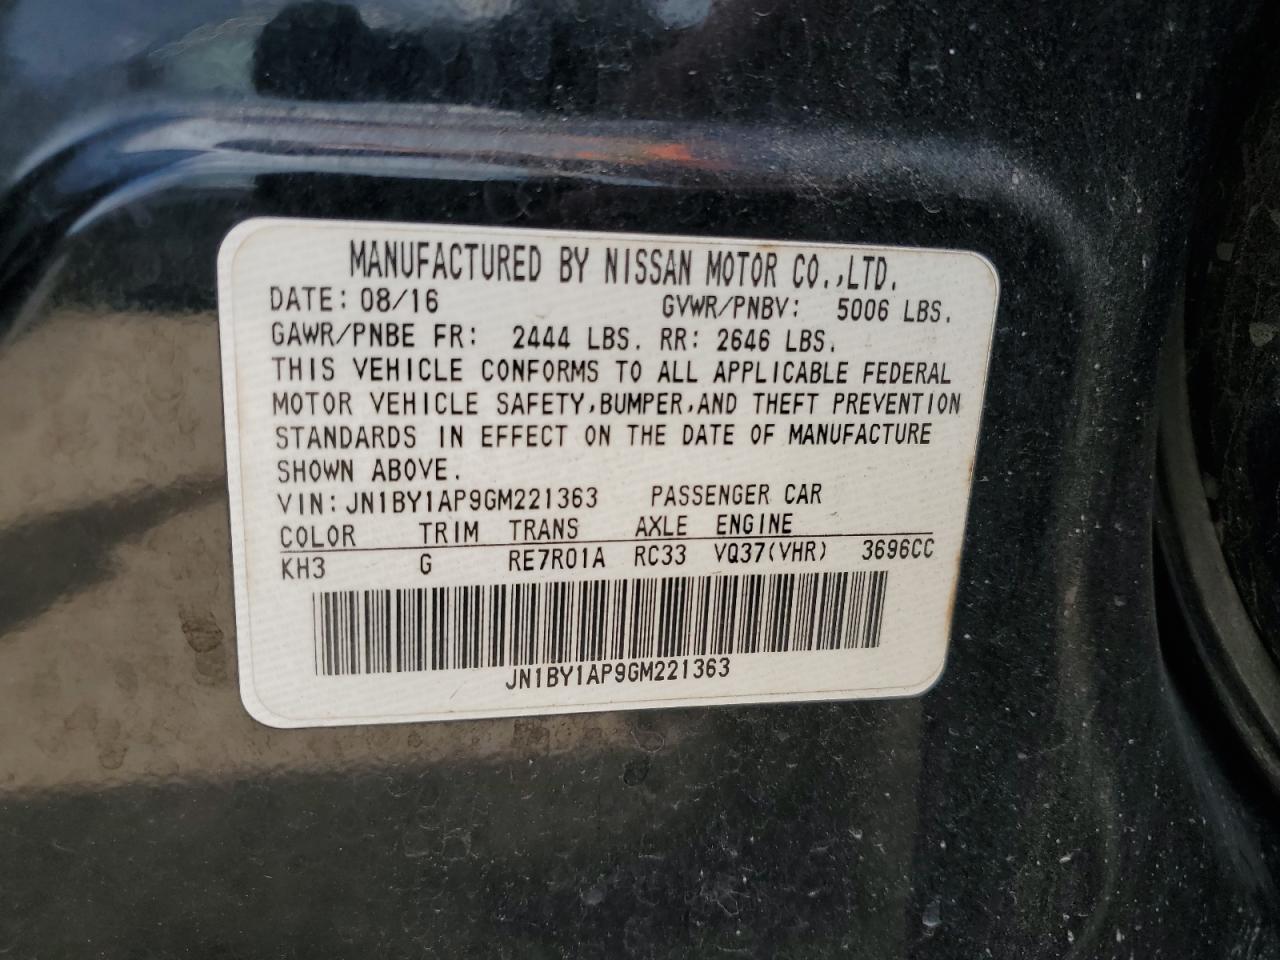 MANUFACTURED BY NISSAN MOTOR CO.,LTD.
DATE: 08/16 GVWR/PNBV: 5006 LBS.
GAWR/PNBE FR: 2444 LBS. RR: 2646 LBS.
THIS VEHICLE CONFORMS TO ALL APPLICABLE FEDERAL
MOTOR VEHICLE SAFETY,BUMPER,AND THEFT PREVENTION
STANDARDS IN EFFECT ON THE DATE OF MANUFACTURE
SHOWN ABOVE.
VIN:JN1BY1AP9GM221363 PASSENGER CAR
COLOR TRIM TRANS AXLE ENGINE
KH3 G RE7R01A RC33 VQ37(VHR) 3696CC
JN1BY1AP9GM221363